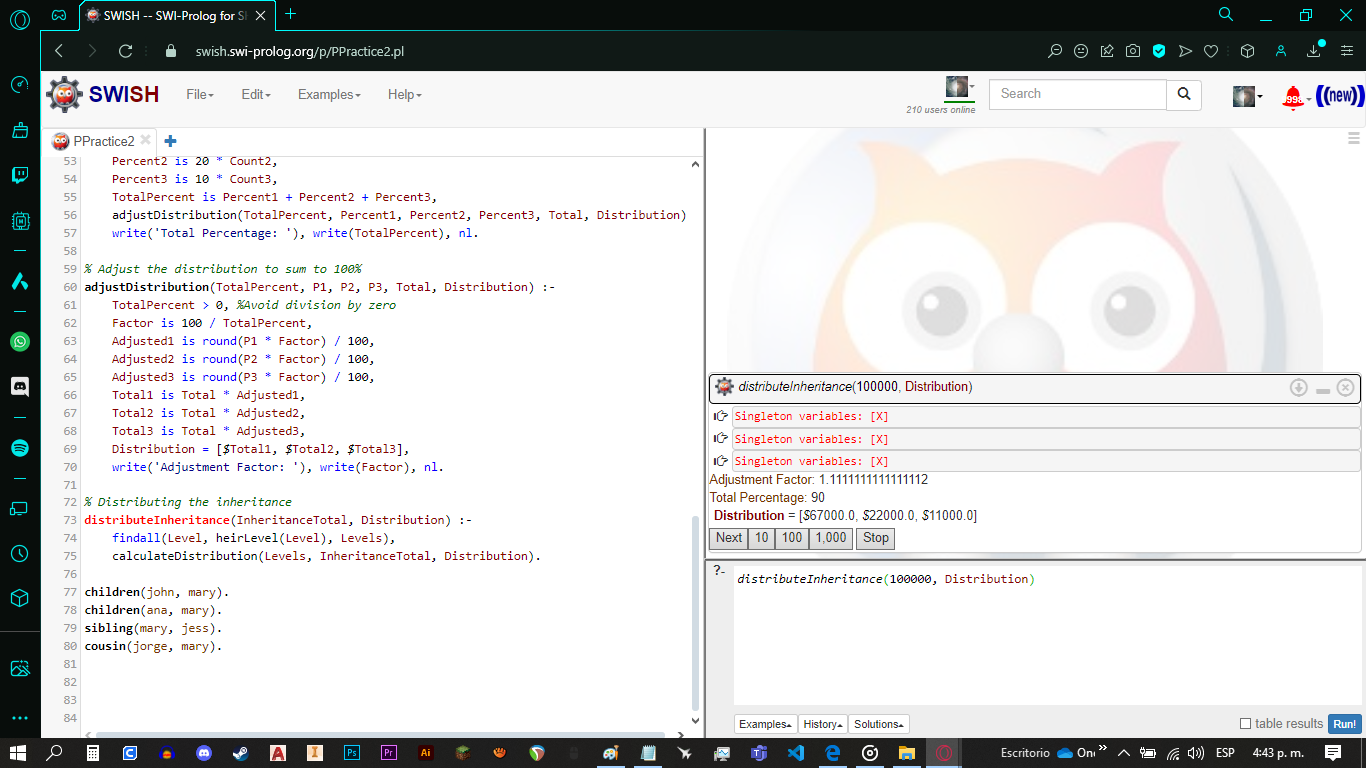 SWISH -- SWI-Prolog for S
swish.swi-prolog.org/p/PPractice2.pl
SWISH File Edit Examples Help
210 users online
Search
((new))
PPractice2
53 Percent2 is 20 * Count2,
54 Percent3 is 10 * Count3,
55 TotalPercent is Percent1 + Percent2 + Percent3,
56 adjustDistribution(TotalPercent, Percent1, Percent2, Percent3, Total, Distribution)
57 write('Total Percentage: '), write(TotalPercent), nl.
58
59 % Adjust the distribution to sum to 100%
60 adjustDistribution(TotalPercent, P1, P2, P3, Total, Distribution) :-
61 TotalPercent > 0, %Avoid division by zero
62 Factor is 100 / TotalPercent,
63 Adjusted1 is round(P1 * Factor) / 100,
64 Adjusted2 is round(P2 * Factor) / 100,
65 Adjusted3 is round(P3 * Factor) / 100,
66 Total1 is Total * Adjusted1,
67 Total2 is Total * Adjusted2,
68 Total3 is Total * Adjusted3,
69 Distribution = [$Total1, $Total2, $Total3],
70 write('Adjustment Factor: '), write(Factor), nl.
71
72 % Distributing the inheritance
73 distributeInheritance(InheritanceTotal, Distribution) :-
74 findall(Level, heirLevel(Level), Levels),
75 calculateDistribution(Levels, InheritanceTotal, Distribution).
76
77 children(john, mary).
78 children(ana, mary).
79 sibling(mary, jess).
80 cousin(jorge, mary).
81
82
83
84
distributeInheritance(100000, Distribution)
Singleton variables: [X]
Singleton variables: [X]
Singleton variables: [X]
Adjustment Factor: 1.1111111111111112
Total Percentage: 90
Distribution = [$67000.0, $22000.0, $11000.0]
Next 10 100 1,000 Stop
?- distributeInheritance(100000, Distribution)
Examples History Solutions table results Run!
Escritorio On ESP 4:43 p. m.